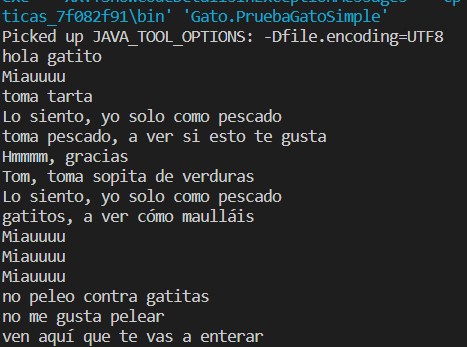 ticas_7f082f91\bin' 'Gato.PruebaGatoSimple'
Picked up JAVA_TOOL_OPTIONS: -Dfile.encoding=UTF8
hola gatito
Miauuuu
toma tarta
Lo siento, yo solo como pescado
toma pescado, a ver si esto te gusta
Hmmmm, gracias
Tom, toma sopita de verduras
Lo siento, yo solo como pescado
gatitos, a ver cómo maulláis
Miauuuu
Miauuuu
Miauuuu
no peleo contra gatitas
no me gusta pelear
ven aquí que te vas a enterar